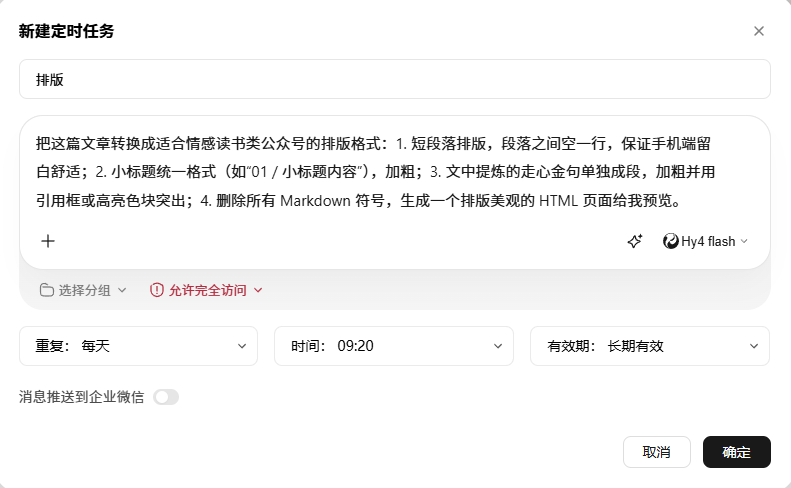 新建定时任务
排版
把这篇文章转换成适合情感读书类公众号的排版格式：1. 短段落排版，段落之间空一行，保证手机端留
白舒适；2. 小标题统一格式（如“01 / 小标题内容”），加粗；3. 文中提炼的走心金句单独成段，加粗并用
引用框或高亮色块突出；4. 删除所有 Markdown 符号，生成一个排版美观的 HTML 页面给我预览。
Hy4 flash
选择分组 允许完全访问
重复： 每天 时间： 09:20 有效期： 长期有效
消息推送到企业微信
取消 确定